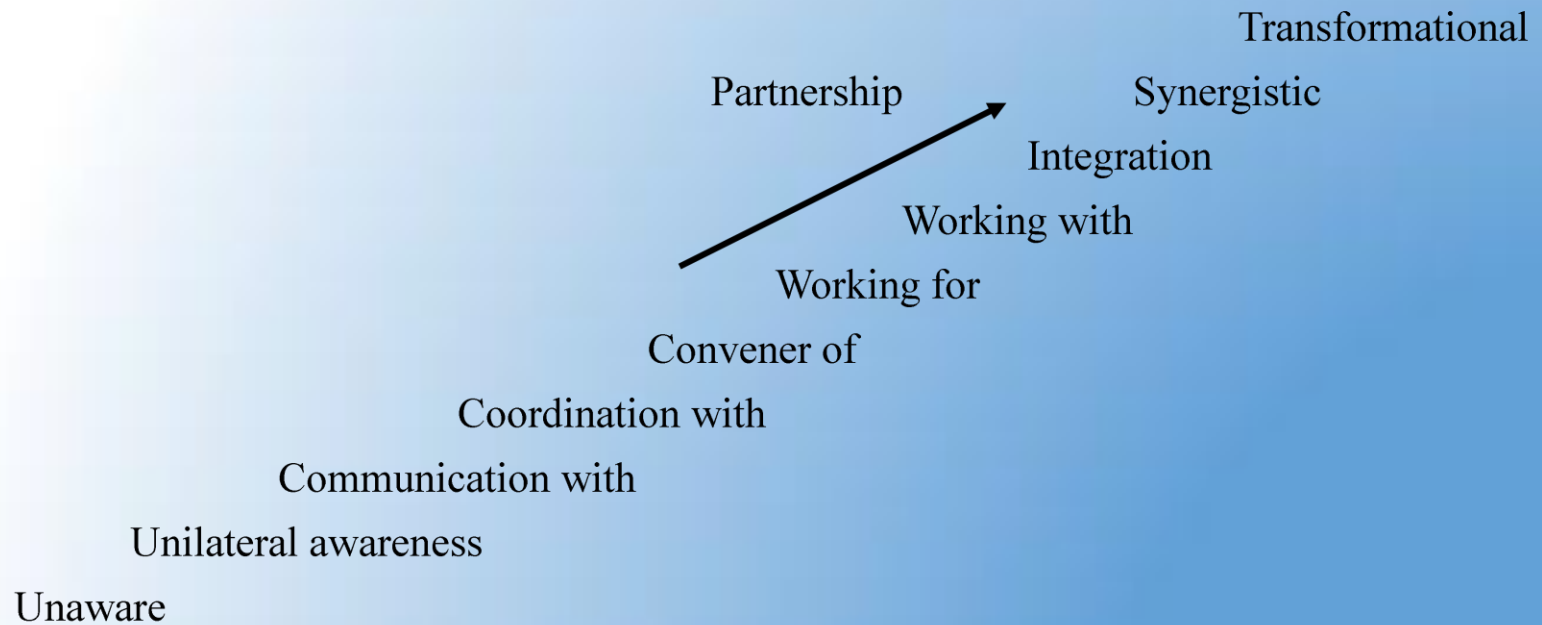 Transformational
Partnership
Synergistic
Integration
Working with
Working for
Convener of
Coordination with
Communication with
Unilateral awareness
Unaware